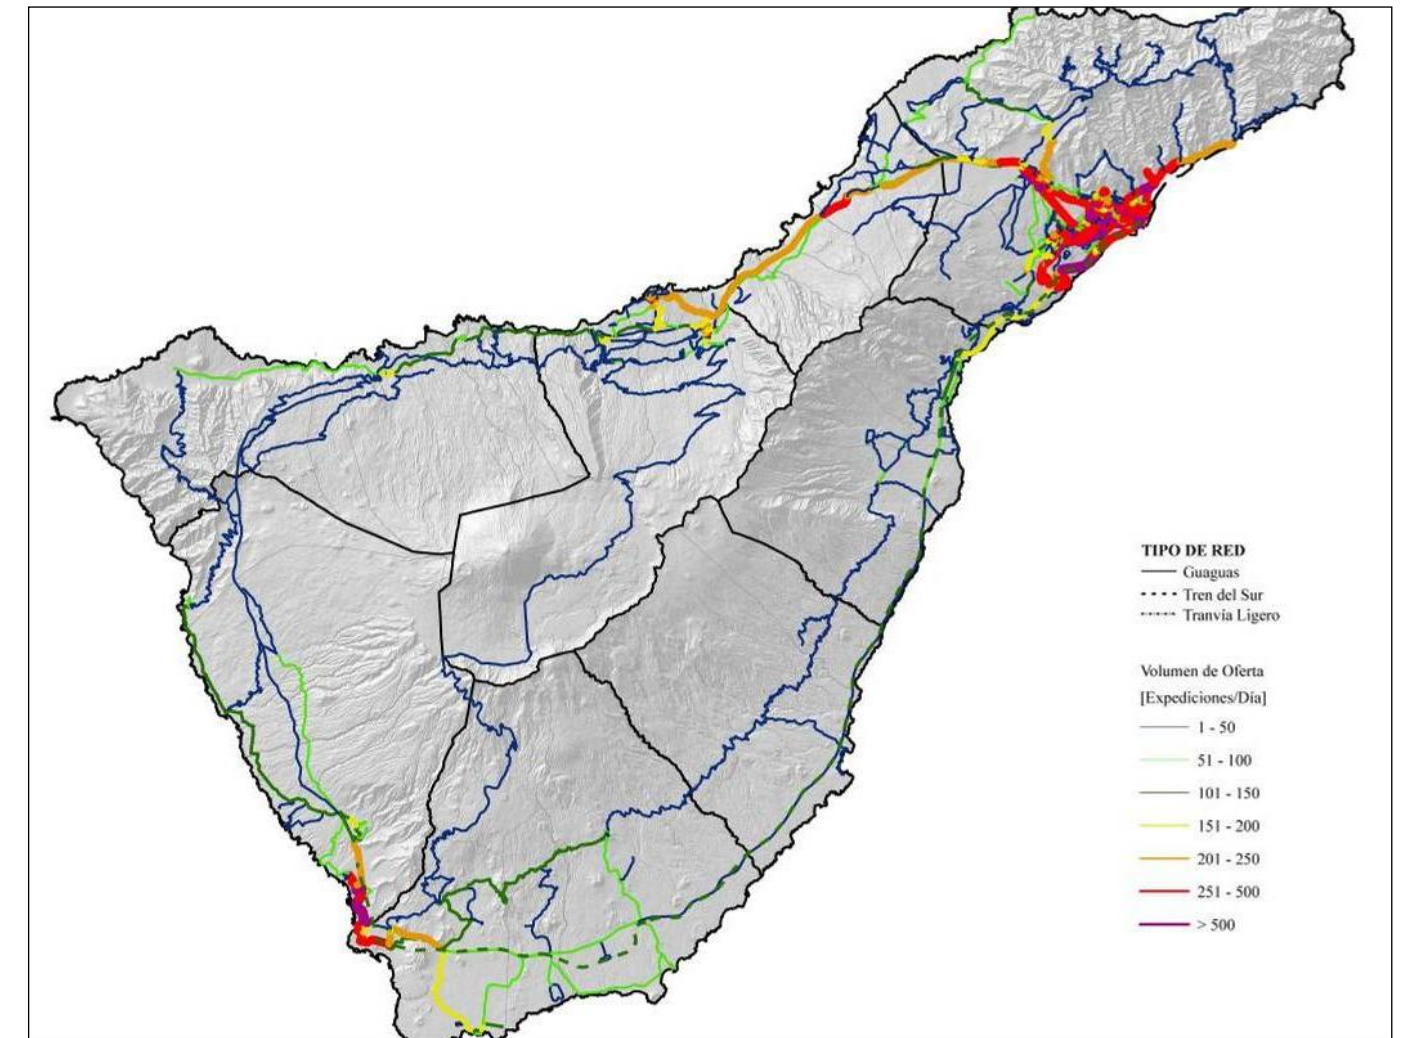 TIPO DE RED
Guaguas
Tren del Sur
Tranvía Ligero
Volumen de Oferta
[Expediciones/Día]
1 - 50
51 - 100
101 - 150
151 - 200
201 - 250
251 - 500
> 500